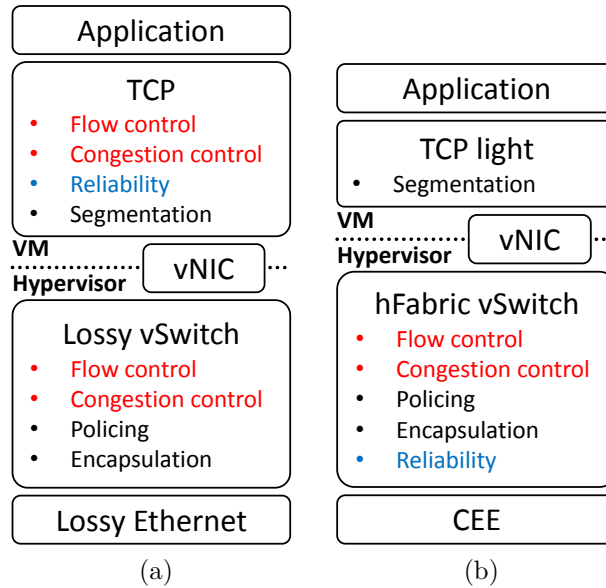 Application
TCP
• Flow control
• Congestion control
• Reliability
• Segmentation
VM
vNIC
Hypervisor
Lossy vSwitch
• Flow control
• Congestion control
• Policing
• Encapsulation
Lossy Ethernet
(a)
Application
TCP light
• Segmentation
VM
vNIC
Hypervisor
hFabric vSwitch
• Flow control
• Congestion control
• Policing
• Encapsulation
• Reliability
CEE
(b)